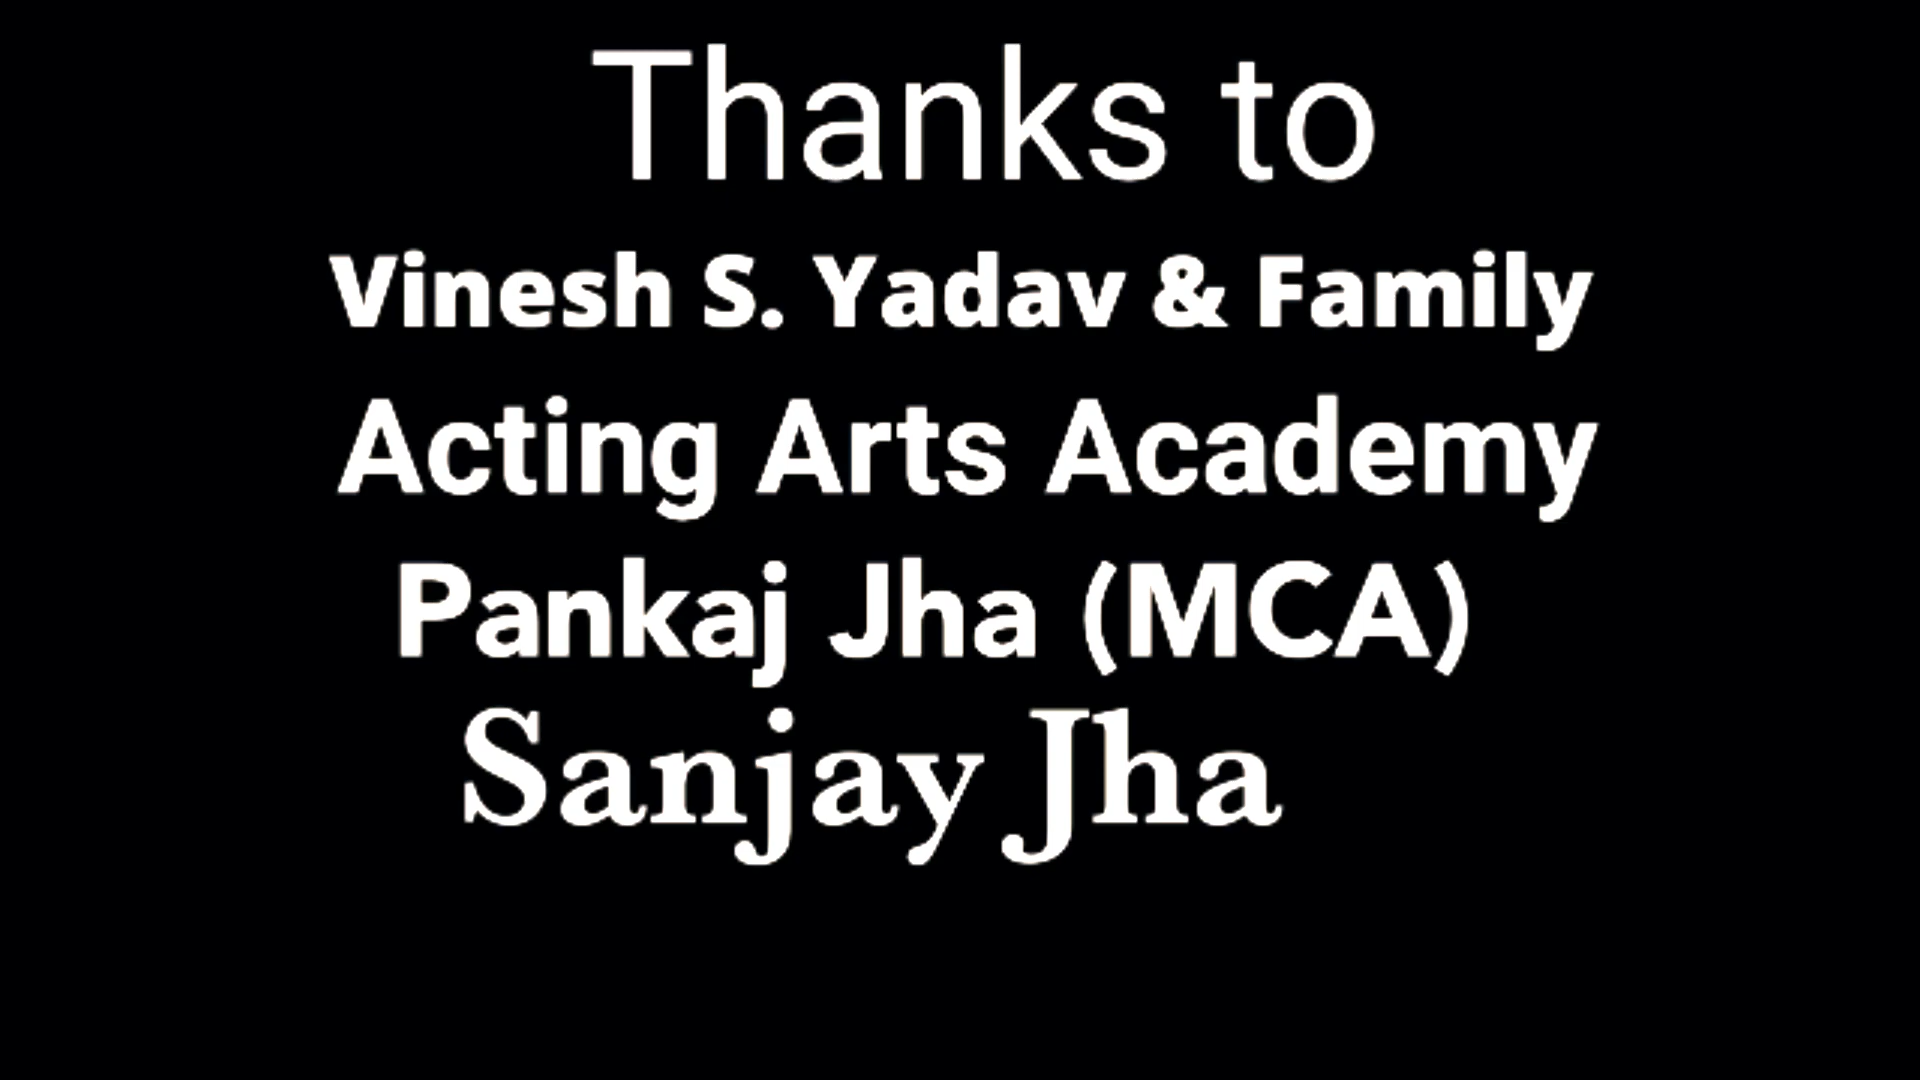 Thanks to
Vinesh S. Yadav & Family
Acting Arts Academy
Pankaj Jha (MCA)
Sanjay Jha